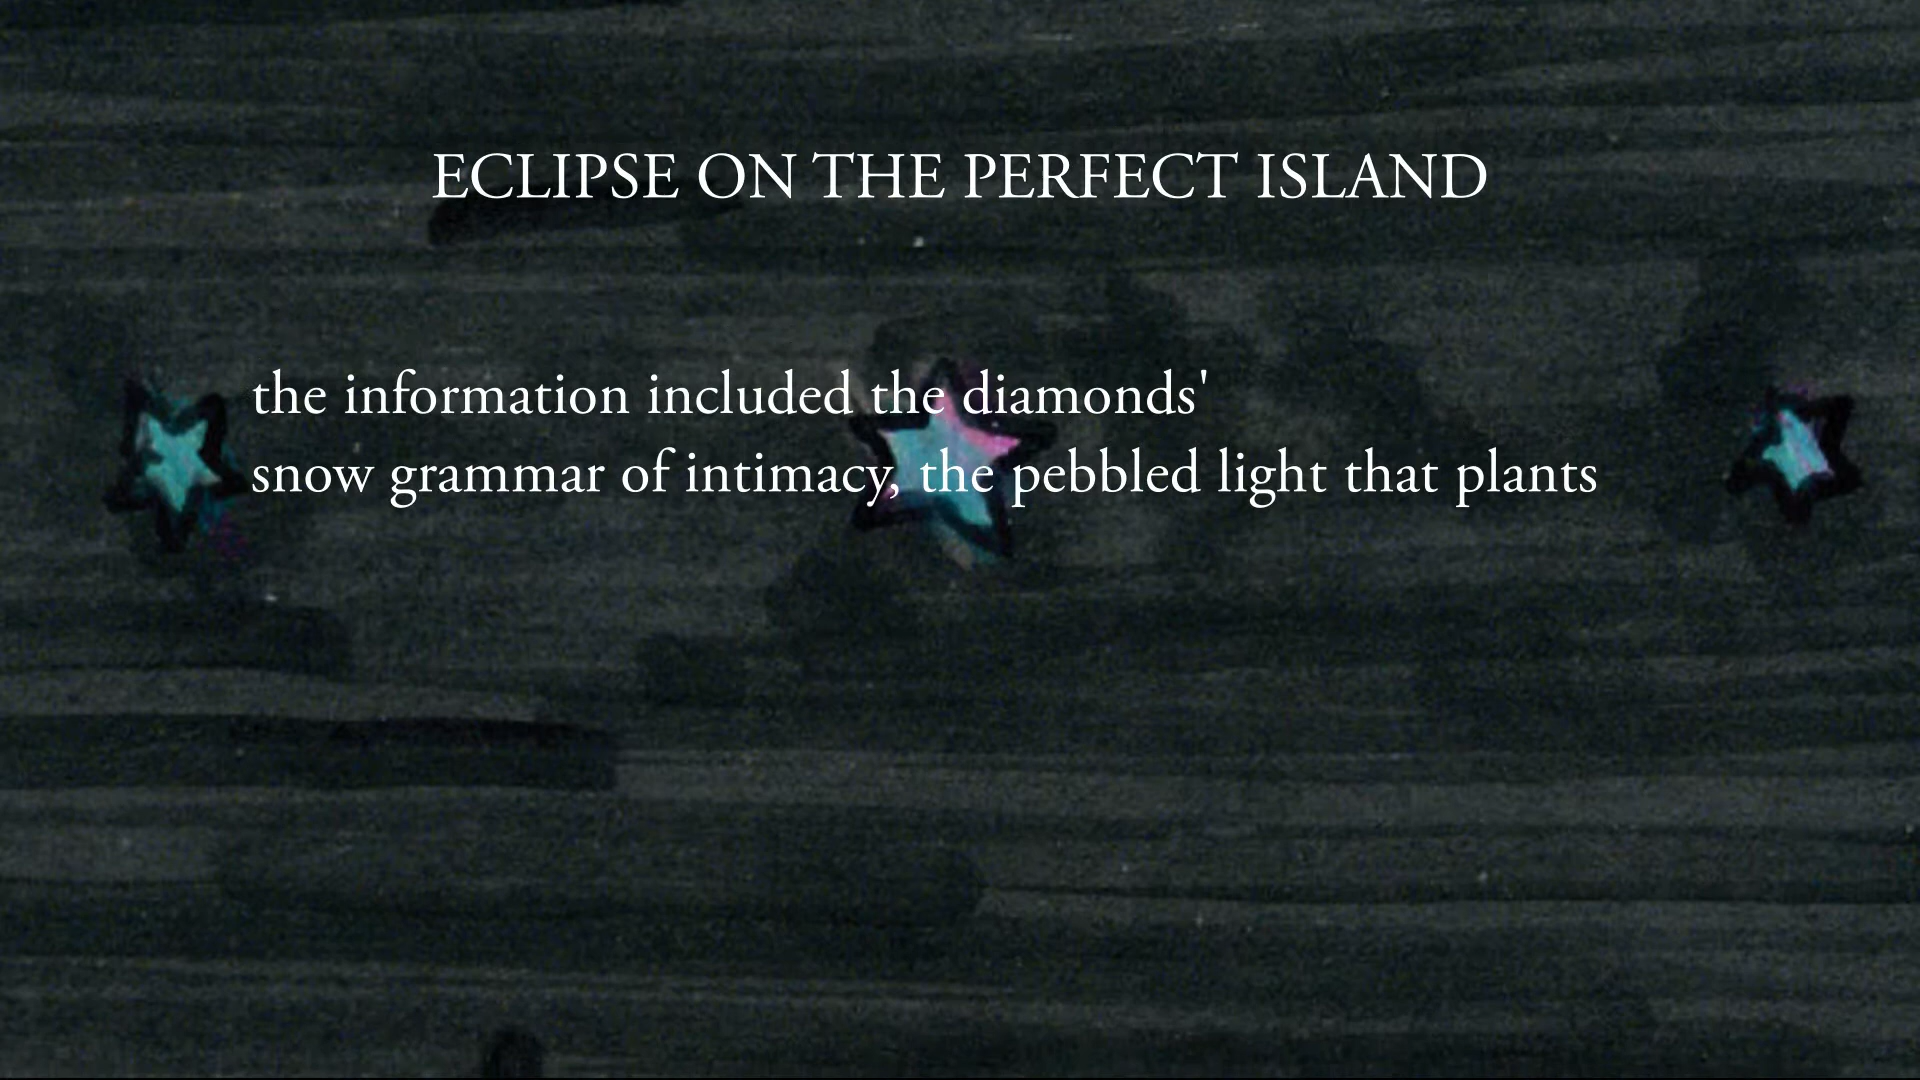 ECLIPSE ON THE PERFECT ISLAND
the information included the diamonds'
snow grammar of intimacy, the pebbled light that plants